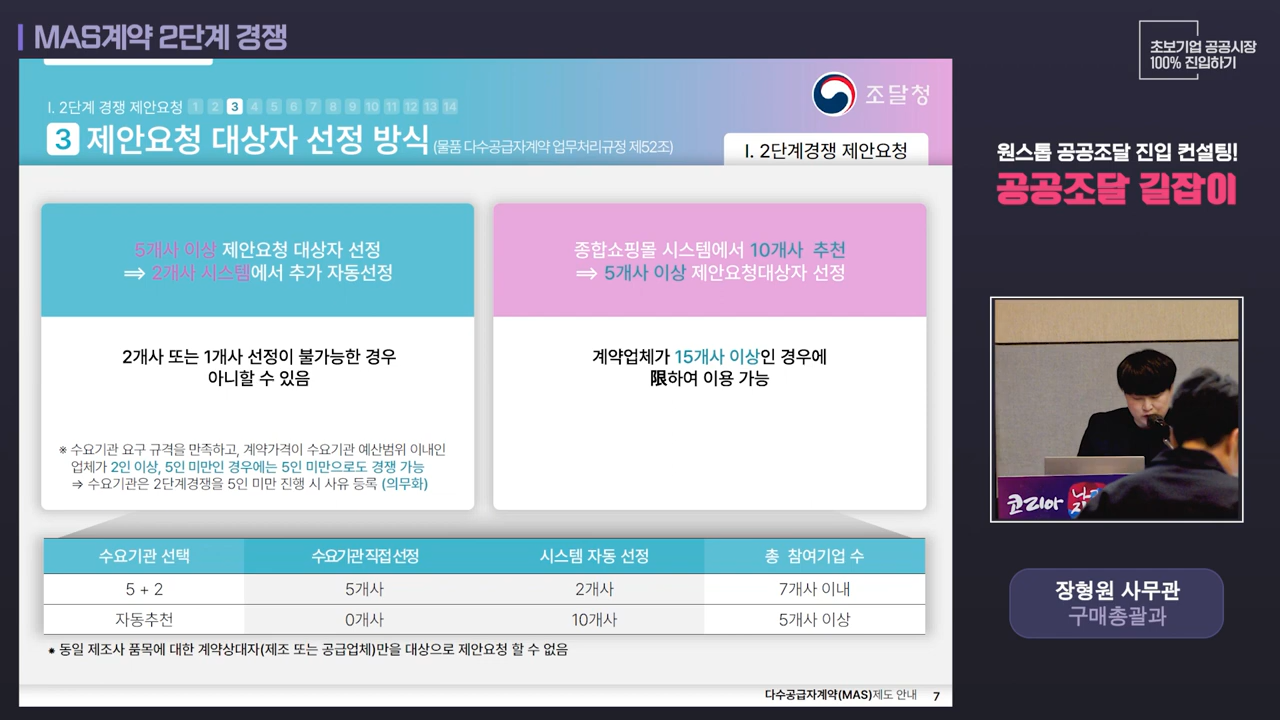 MAS계약 2단계 경쟁
초보기업 공공시장
100% 진입하기
I. 2단계 경쟁 제안요청 1 2 3 4 5 6 7 8 9 10 11 12 13 14
조달청
3 제안요청 대상자 선정 방식 (물품 다수공급자계약 업무처리규정 제52조)
I. 2단계경쟁 제안요청
원스톱 공공조달 진입 컨설팅!
공공조달 길잡이
5개사 이상 제안요청 대상자 선정
⇒ 2개사 시스템에서 추가 자동선정
2개사 또는 1개사 선정이 불가능한 경우
아니할 수 있음
※ 수요기관 요구 규격을 만족하고, 계약가격이 수요기관 예산범위 이내인
업체가 2인 이상, 5인 미만인 경우에는 5인 미만으로도 경쟁 가능
⇒ 수요기관은 2단계경쟁을 5인 미만 진행 시 사유 등록 (의무화)
종합쇼핑몰 시스템에서 10개사 추천
⇒ 5개사 이상 제안요청대상자 선정
계약업체가 15개사 이상인 경우에
限하여 이용 가능
수요기관 선택 수요기관 직접 선정 시스템 자동 선정 총 참여기업 수
5 + 2 5개사 2개사 7개사 이내
자동추천 0개사 10개사 5개사 이상
* 동일 제조사 품목에 대한 계약상대자(제조 또는 공급업체)만을 대상으로 제안요청 할 수 없음
다수공급자계약(MAS)제도 안내 7
코리아
장형원 사무관
구매총괄과